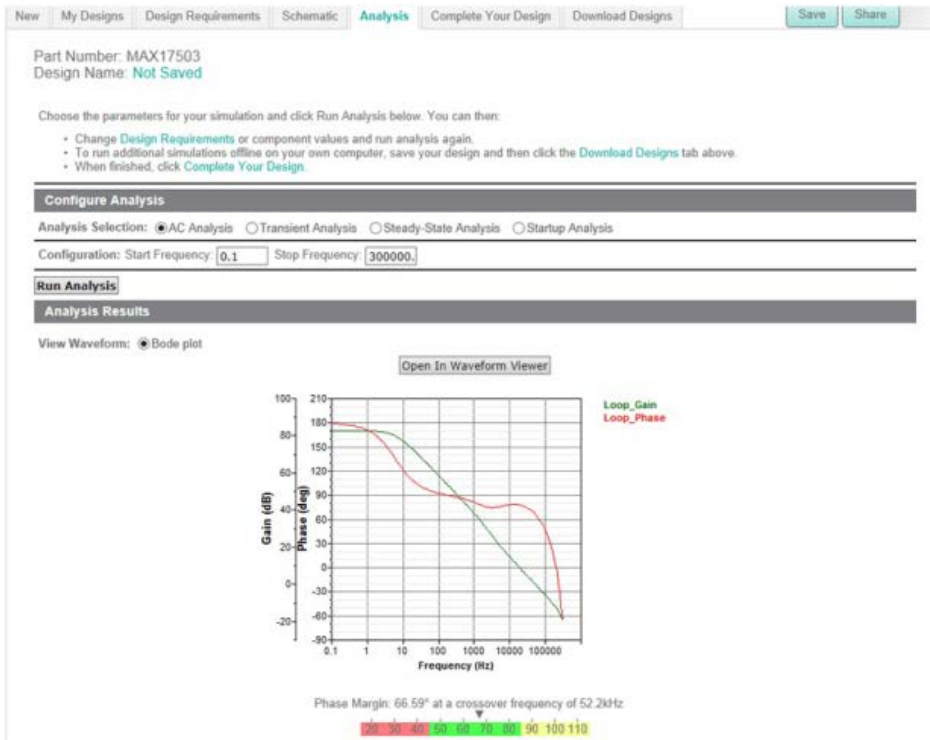 New My Designs Design Requirements Schematic Analysis Complete Your Design Download Designs Save Share
Part Number: MAX17503
Design Name: Not Saved
Choose the parameters for your simulation and click Run Analysis below. You can then:
• Change Design Requirements or component values and run analysis again.
• To run additional simulations offline on your own computer, save your design and then click the Download Designs tab above.
• When finished, click Complete Your Design.
Configure Analysis
Analysis Selection: AC Analysis Transient Analysis Steady-State Analysis Startup Analysis
Configuration: Start Frequency: 0.1 Stop Frequency: 300000.
Run Analysis
Analysis Results
View Waveform: Bode plot
Open In Waveform Viewer
Loop_Gain
Loop_Phase
Gain (dB)
100
80
60
40
20
0
-20
Phase (deg)
210
180
150
120
90
60
30
0
-30
-60
-90
0.1 1 10 100 1000 10000 100000
Frequency (Hz)
Phase Margin: 66.59° at a crossover frequency of 52.2kHz
20 30 40 50 60 70 80 90 100 110